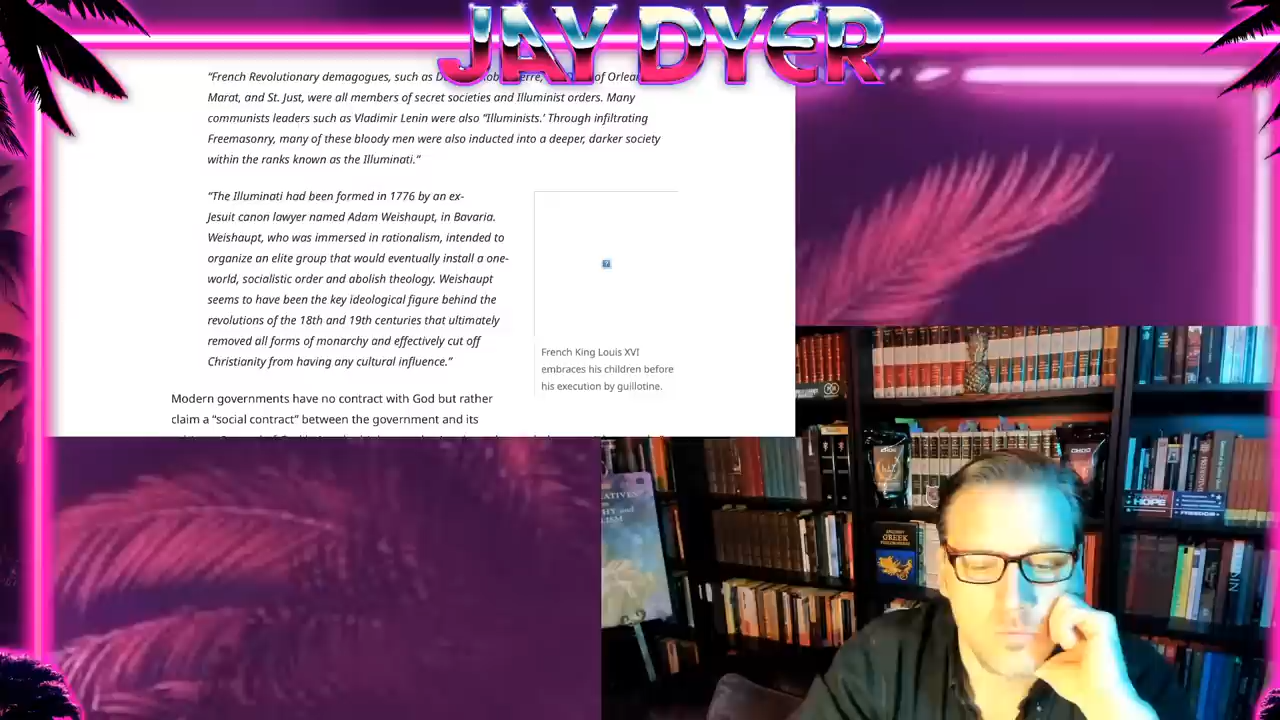 JAY DYER
“French Revolutionary demagogues, such as of Orlean
Marat, and St. Just, were all members of secret societies and Illuminist orders. Many
communists leaders such as Vladimir Lenin were also “Illuminists.’ Through infiltrating
Freemasonry, many of these bloody men were also inducted into a deeper, darker society
within the ranks known as the Illuminati.”
“The Illuminati had been formed in 1776 by an ex-
Jesuit canon lawyer named Adam Weishaupt, in Bavaria.
Weishaupt, who was immersed in rationalism, intended to
organize an elite group that would eventually install a one-
world, socialistic order and abolish theology. Weishaupt
seems to have been the key ideological figure behind the
revolutions of the 18th and 19th centuries that ultimately
removed all forms of monarchy and effectively cut off
Christianity from having any cultural influence.”
French King Louis XVI
embraces his children before
his execution by guillotine.
Modern governments have no contract with God but rather
claim a “social contract” between the government and its
HOPE
GREEK